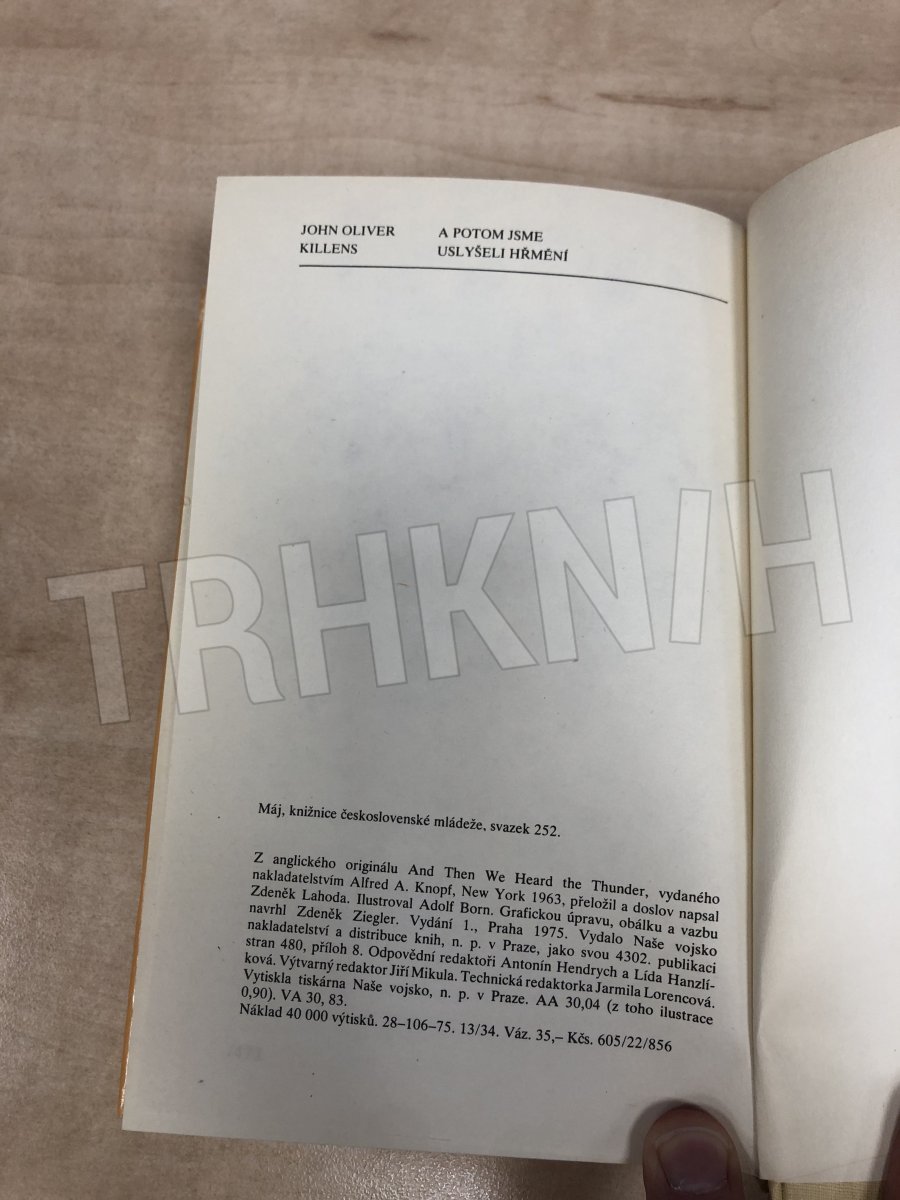 JOHN OLIVER
KILLENS
A POTOM JSME
USLYŠELI HŘMĚNÍ
TRHKNIH
Máj, knižnice československé mládeže, svazek 252.
Z anglického originálu And Then We Heard the Thunder, vydaného
nakladatelstvím Alfred A. Knopf, New York 1963, přeložil a doslov napsal
Zdeněk Lahoda. Ilustroval Adolf Born. Grafickou úpravu, obálku a vazbu
navrhl Zdeněk Ziegler. Vydání 1., Praha 1975. Vydalo Naše vojsko
nakladatelství a distribuce knih, n. p. v Praze, jako svou 4302. publikaci
stran 480, příloh 8. Odpovědní redaktoři Antonín Hendrych a Lída Hanzlí-
ková. Výtvarný redaktor Jiří Mikula. Technická redaktorka Jarmila Lorencová.
Vytiskla tiskárna Naše vojsko, n. p. v Praze. AA 30,04 (z toho ilustrace
0,90). VA 30, 83.
Náklad 40 000 výtisků. 28–106–75. 13/34. Váz. 35,– Kčs. 605/22/856